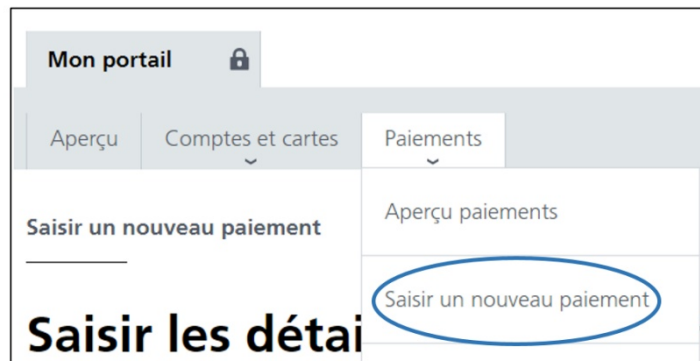 Mon portail
Aperçu
Comptes et cartes
Paiements
Aperçu paiements
Saisir un nouveau paiement
Saisir un nouveau paiement
Saisir les détai